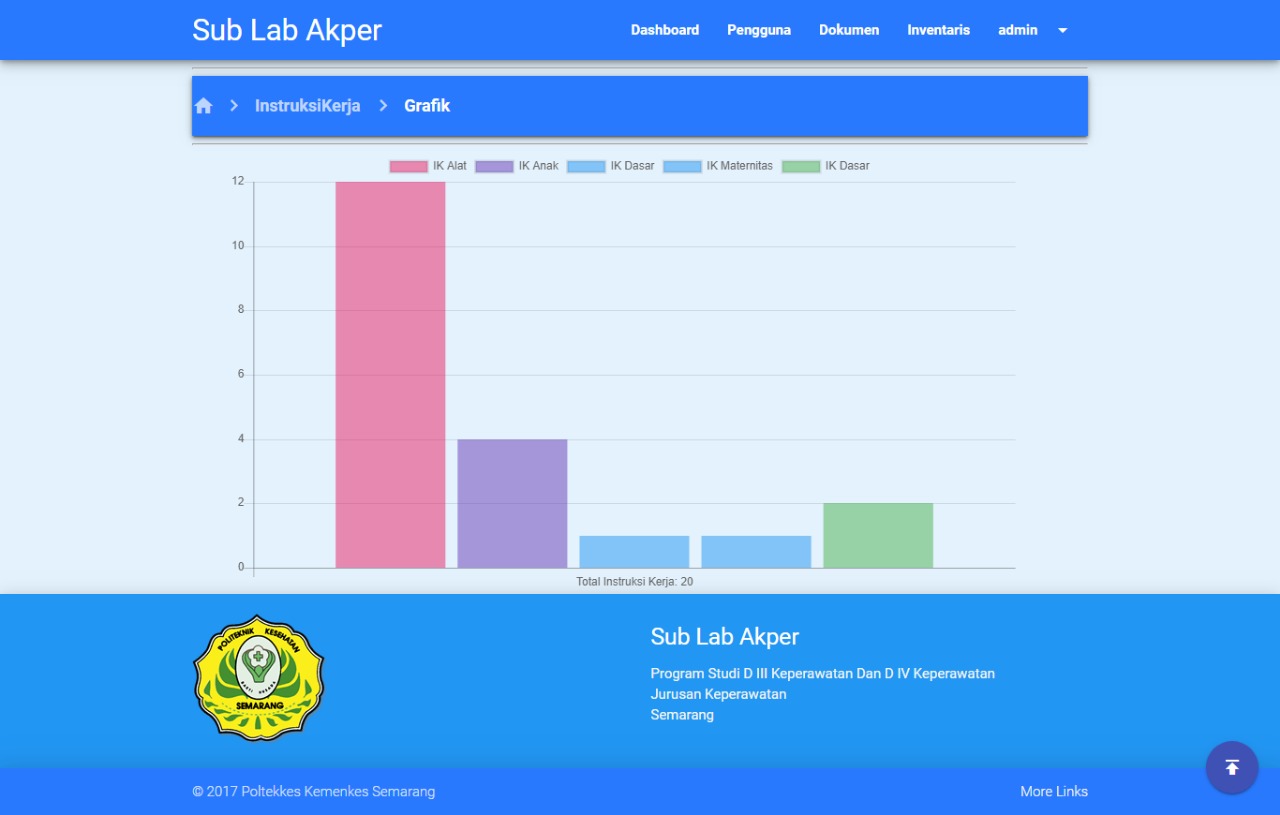 Sub Lab Akper
Dashboard Pengguna Dokumen Inventaris admin
InstruksiKerja Grafik
IK Alat IK Anak IK Dasar IK Maternitas IK Dasar
12
10
8
6
4
2
0
Total Instruksi Kerja: 20
POLITEKNIK KESEHATAN
BAKTI HUSADA
SEMARANG
Sub Lab Akper
Program Studi D III Keperawatan Dan D IV Keperawatan
Jurusan Keperawatan
Semarang
© 2017 Poltekkes Kemenkes Semarang
More Links